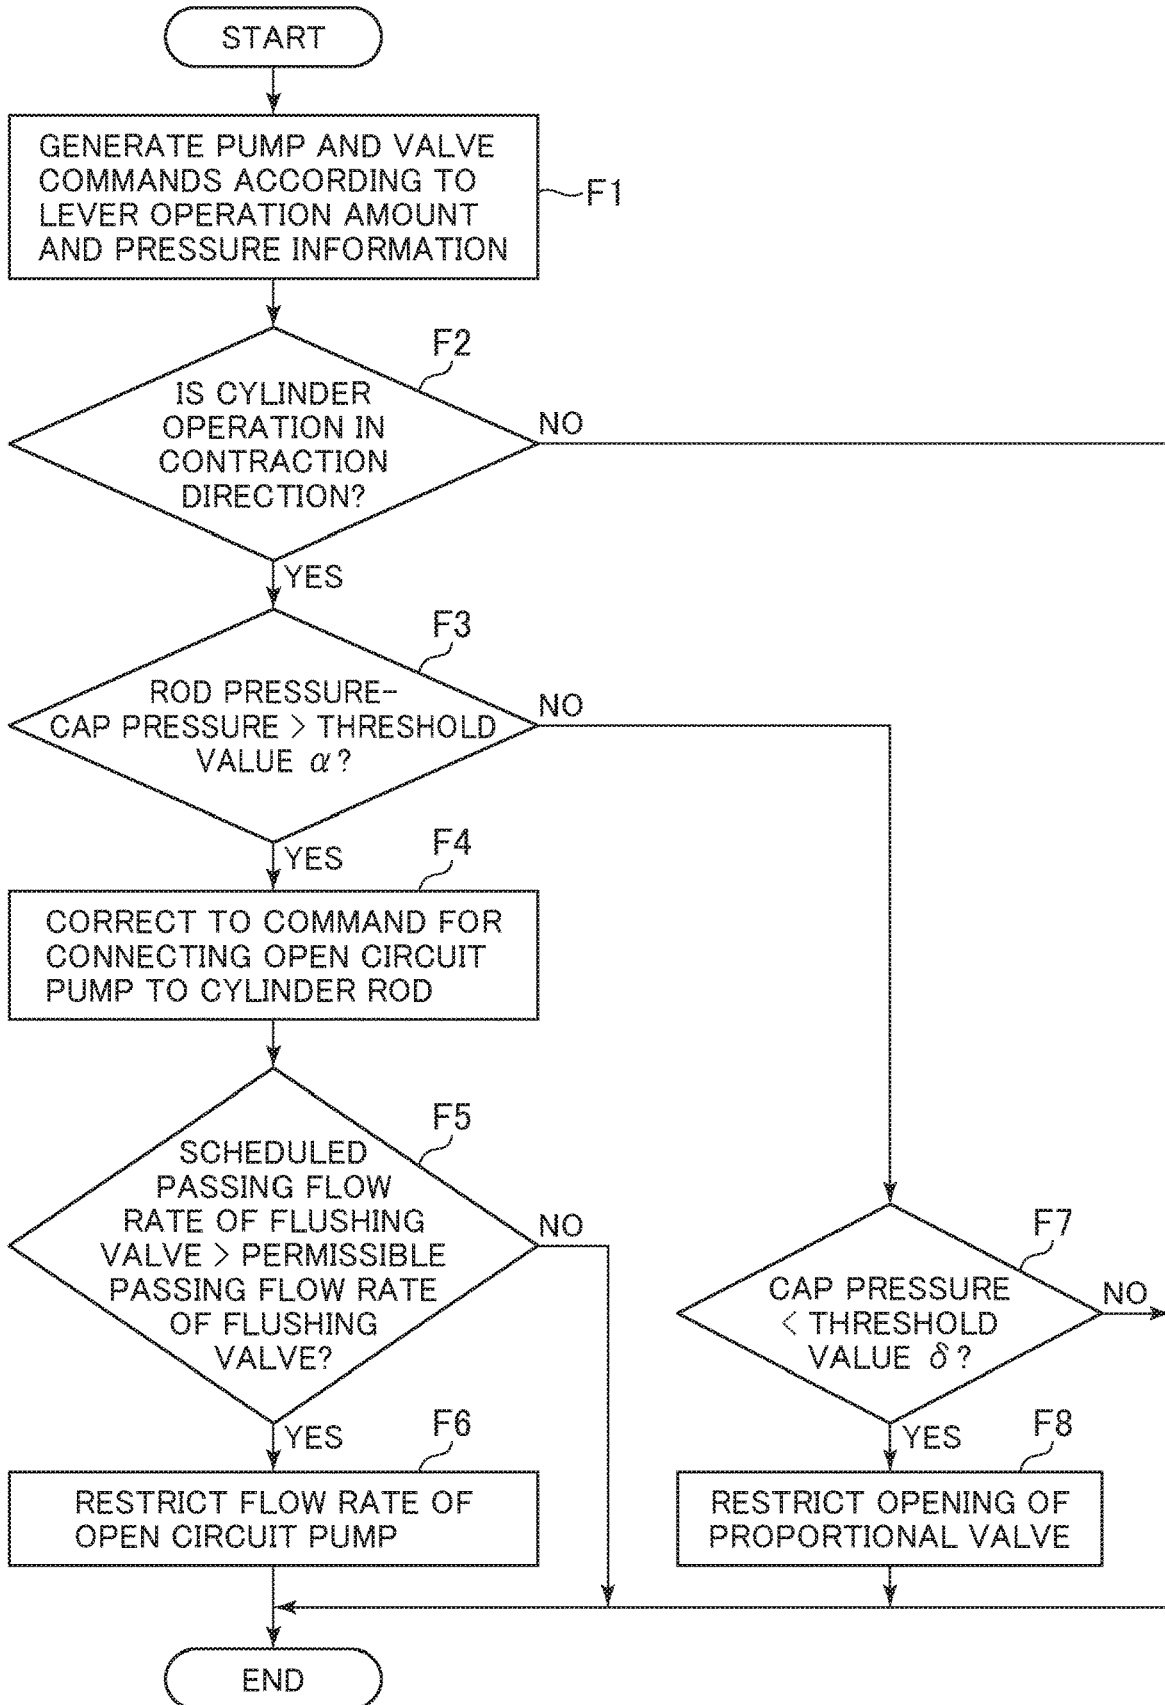 START
GENERATE PUMP AND VALVE
COMMANDS ACCORDING TO
LEVER OPERATION AMOUNT
AND PRESSURE INFORMATION
F1
F2
IS CYLINDER
OPERATION IN
CONTRACTION
DIRECTION?
NO
YES
F3
ROD PRESSURE-
CAP PRESSURE > THRESHOLD
VALUE α?
NO
YES
F4
CORRECT TO COMMAND FOR
CONNECTING OPEN CIRCUIT
PUMP TO CYLINDER ROD
F5
SCHEDULED
PASSING FLOW
RATE OF FLUSHING
VALVE > PERMISSIBLE
PASSING FLOW RATE
OF FLUSHING
VALVE?
NO
YES
F6
RESTRICT FLOW RATE OF
OPEN CIRCUIT PUMP
F7
CAP PRESSURE
< THRESHOLD
VALUE δ?
NO
YES
F8
RESTRICT OPENING OF
PROPORTIONAL VALVE
END